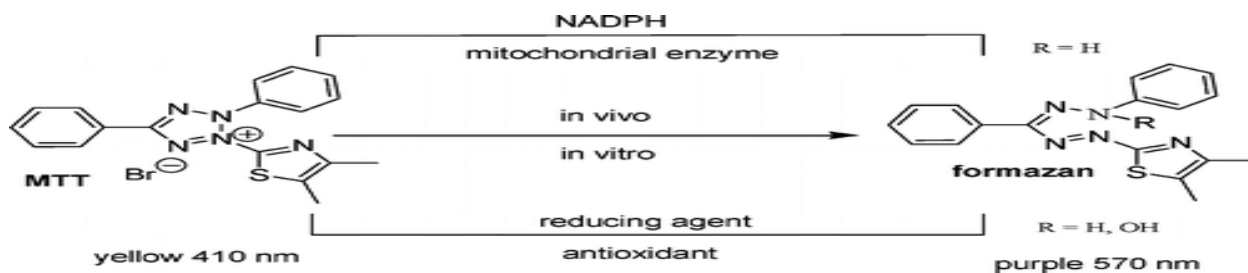 NADPH
mitochondrial enzyme
R = H
in vivo
in vitro
N N
N N
Br
MTT
S N
N N R
N N
S N
formazan
reducing agent
antioxidant
R = H, OH
yellow 410 nm
purple 570 nm